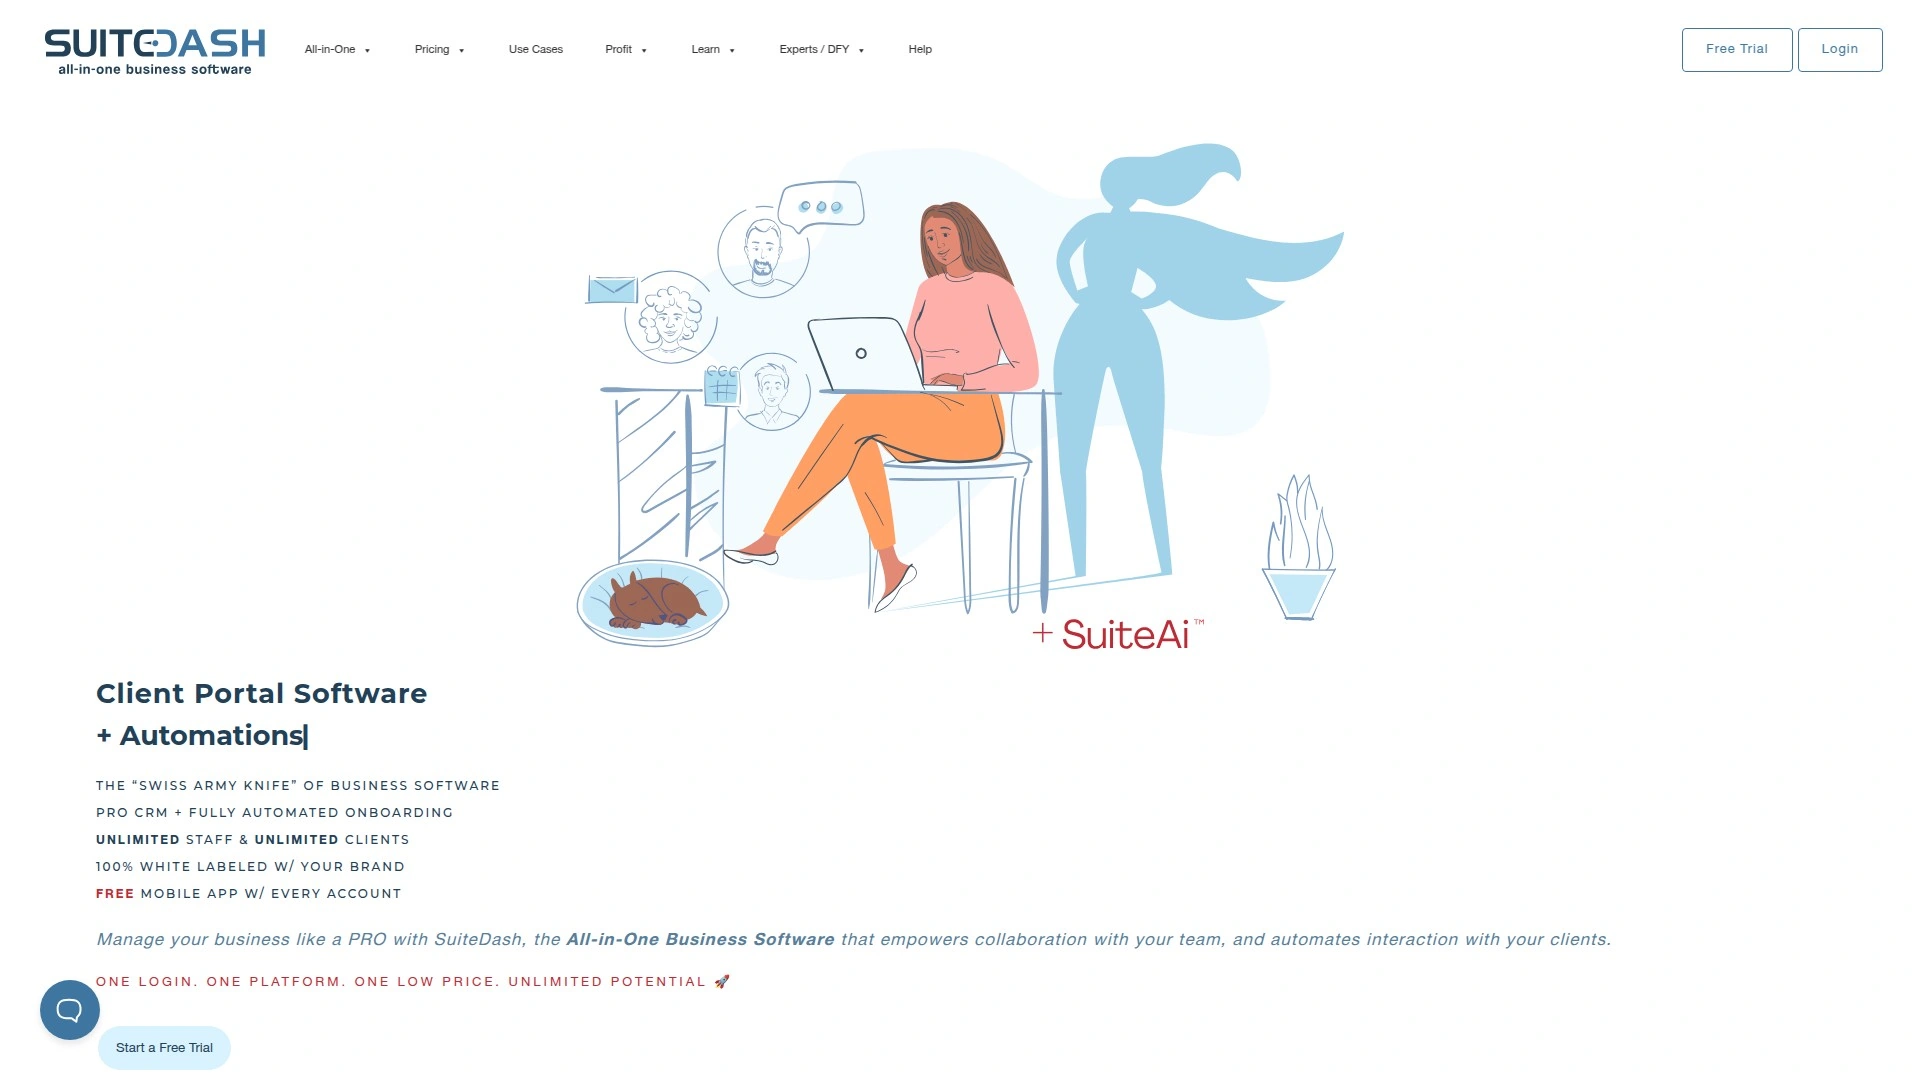 SUITEDASH
all-in-one business software
All-in-One
Pricing
Use Cases
Profit
Learn
Experts / DFY
Help
Free Trial
Login
+ SuiteAi ™
Client Portal Software
+ Automations|
THE “SWISS ARMY KNIFE” OF BUSINESS SOFTWARE
PRO CRM + FULLY AUTOMATED ONBOARDING
UNLIMITED STAFF & UNLIMITED CLIENTS
100% WHITE LABELED W/ YOUR BRAND
FREE MOBILE APP W/ EVERY ACCOUNT
Manage your business like a PRO with SuiteDash, the All-in-One Business Software that empowers collaboration with your team, and automates interaction with your clients.
ONE LOGIN. ONE PLATFORM. ONE LOW PRICE. UNLIMITED POTENTIAL 🚀
Start a Free Trial